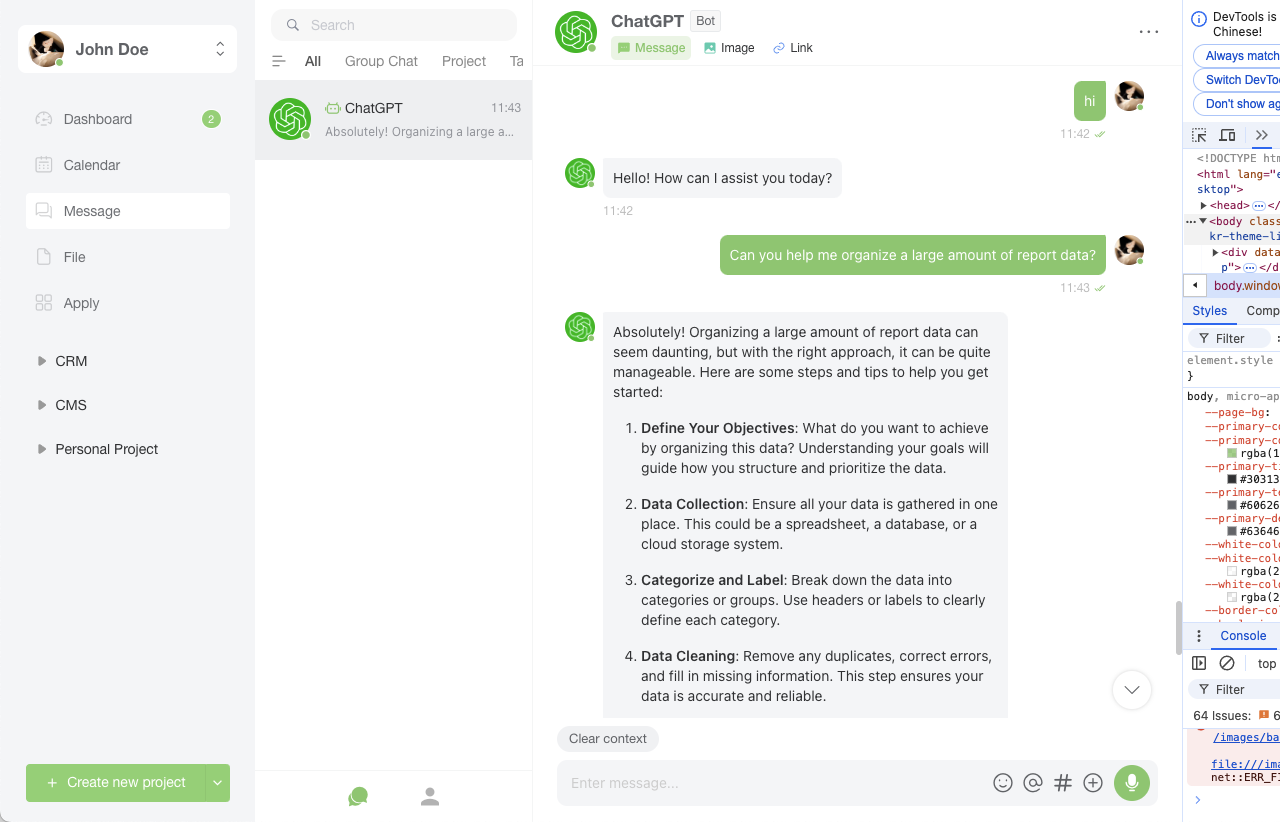 John Doe
Dashboard
2
Calendar
Message
File
Apply
CRM
CMS
Personal Project
+ Create new project
Search
All Group Chat Project Ta
ChatGPT 11:43
Absolutely! Organizing a large a...
ChatGPT Bot
Message Image Link
hi
11:42
Hello! How can I assist you today?
11:42
Can you help me organize a large amount of report data?
11:43
Absolutely! Organizing a large amount of report data can
seem daunting, but with the right approach, it can be quite
manageable. Here are some steps and tips to help you get
started:
1. Define Your Objectives: What do you want to achieve
by organizing this data? Understanding your goals will
guide how you structure and prioritize the data.
2. Data Collection: Ensure all your data is gathered in one
place. This could be a spreadsheet, a database, or a
cloud storage system.
3. Categorize and Label: Break down the data into
categories or groups. Use headers or labels to clearly
define each category.
4. Data Cleaning: Remove any duplicates, correct errors,
and fill in missing information. This step ensures your
data is accurate and reliable.
Clear context
Enter message...
DevTools is
Chinese!
Always match
Switch DevToo
Don't show ag
<!DOCTYPE htm
<html lang="e
sktop">
<head> ... </
... <body class
kr-theme-li
<div data
p"> ... </d
body.window
Styles Comp
Filter
element.style
}
body, micro-ap
--page-bg:
--primary-co
--primary-co
rgba(1
--primary-ti
#30313
--primary-te
#60626
--primary-de
#63646
--white-colo
--white-colo
rgba(2
--white-colo
rgba(2
--border-col
Console
top
Filter
64 Issues: 6
/images/ba
file:///ima
net::ERR_FI